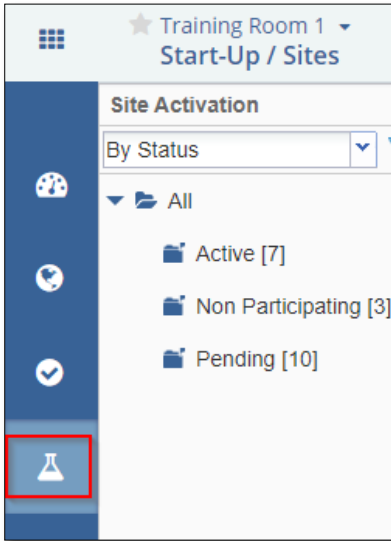 Training Room 1
Start-Up / Sites
Site Activation
By Status
All
Active [7]
Non Participating [3]
Pending [10]